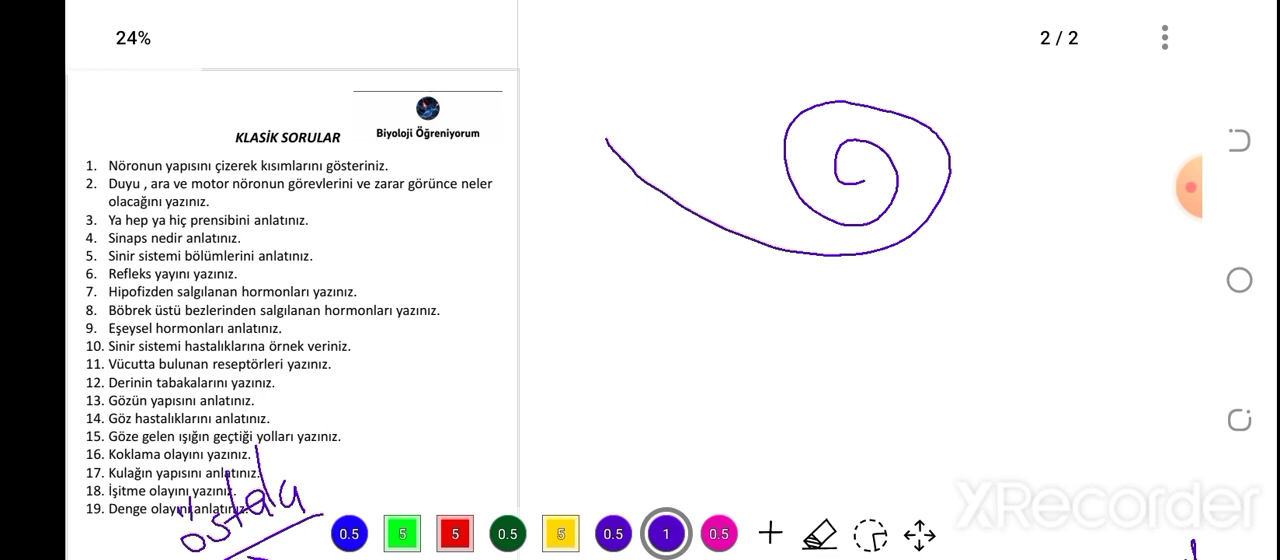 24%
2 / 2
Biyoloji Öğreniyorum
KLASİK SORULAR
1. Nöronun yapısını çizerek kısımlarını gösteriniz.
2. Duyu , ara ve motor nöronun görevlerini ve zarar görünce neler
olacağını yazınız.
3. Ya hep ya hiç prensibini anlatınız.
4. Sinaps nedir anlatınız.
5. Sinir sistemi bölümlerini anlatınız.
6. Refleks yayını yazınız.
7. Hipofizden salgılanan hormonları yazınız.
8. Böbrek üstü bezlerinden salgılanan hormonları yazınız.
9. Eşeysel hormonları anlatınız.
10. Sinir sistemi hastalıklarına örnek veriniz.
11. Vücutta bulunan reseptörleri yazınız.
12. Derinin tabakalarını yazınız.
13. Gözün yapısını anlatınız.
14. Göz hastalıklarını anlatınız.
15. Göze gelen ışığın geçtiği yolları yazınız.
16. Koklama olayını yazınız.
17. Kulağın yapısını anlatınız.
18. İşitme olayını yazınız.
19. Denge olayını anlatınız.
0.5 5 5 0.5 5 0.5 1 0.5
XRecorder